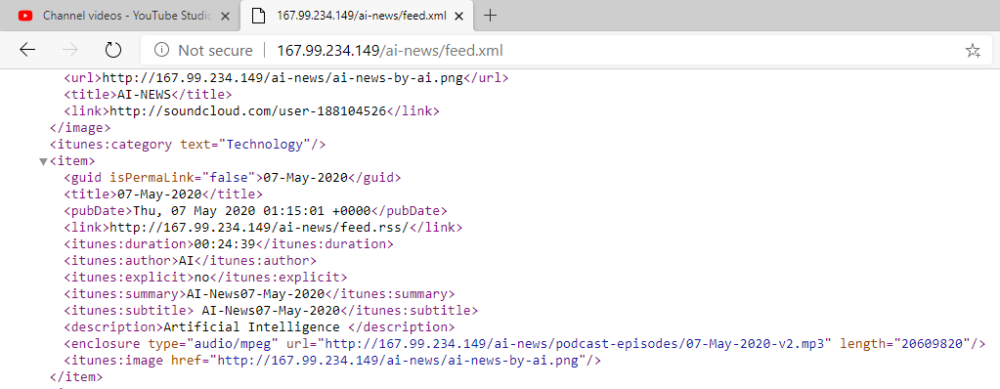 Channel videos - YouTube Studio
167.99.234.149/ai-news/feed.xml
Not secure
167.99.234.149/ai-news/feed.xml
<url>http://167.99.234.149/ai-news/ai-news-by-ai.png</url>
<title>AI-NEWS</title>
<link>http://soundcloud.com/user-188104526</link>
</image>
<itunes:category text="Technology"/>
<item>
<guid isPermaLink="false">07-May-2020</guid>
<title>07-May-2020</title>
<pubDate>Thu, 07 May 2020 01:15:01 +0000</pubDate>
<link>http://167.99.234.149/ai-news/feed.rss/</link>
<itunes:duration>00:24:39</itunes:duration>
<itunes:author>AI</itunes:author>
<itunes:explicit>no</itunes:explicit>
<itunes:summary>AI-News07-May-2020</itunes:summary>
<itunes:subtitle> AI-News07-May-2020</itunes:subtitle>
<description>Artificial Intelligence </description>
<enclosure type="audio/mpeg" url="http://167.99.234.149/ai-news/podcast-episodes/07-May-2020-v2.mp3" length="20609820"/>
<itunes:image href="http://167.99.234.149/ai-news/ai-news-by-ai.png"/>
</item>